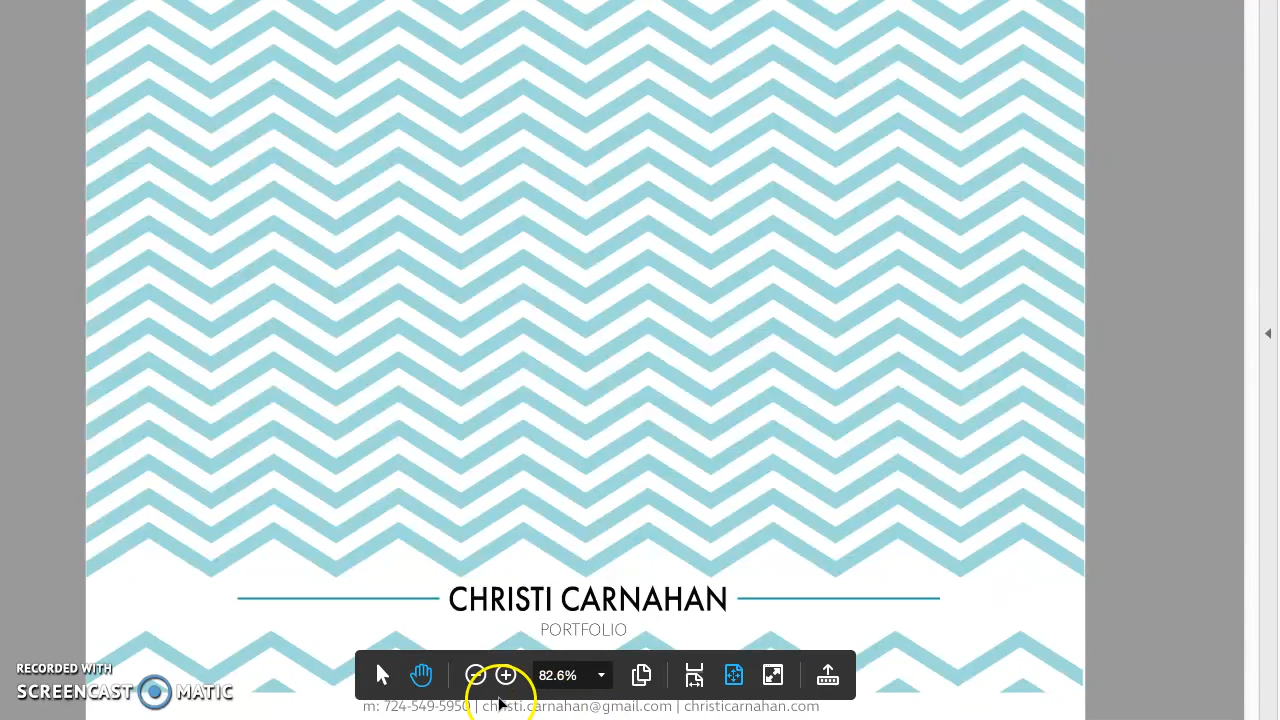 CHRISTI CARNAHAN
PORTFOLIO
82.6%
m: 724-549-5950 | christi.carnahan@gmail.com | christicarnahan.com
RECORDED WITH
SCREENCAST MATIC